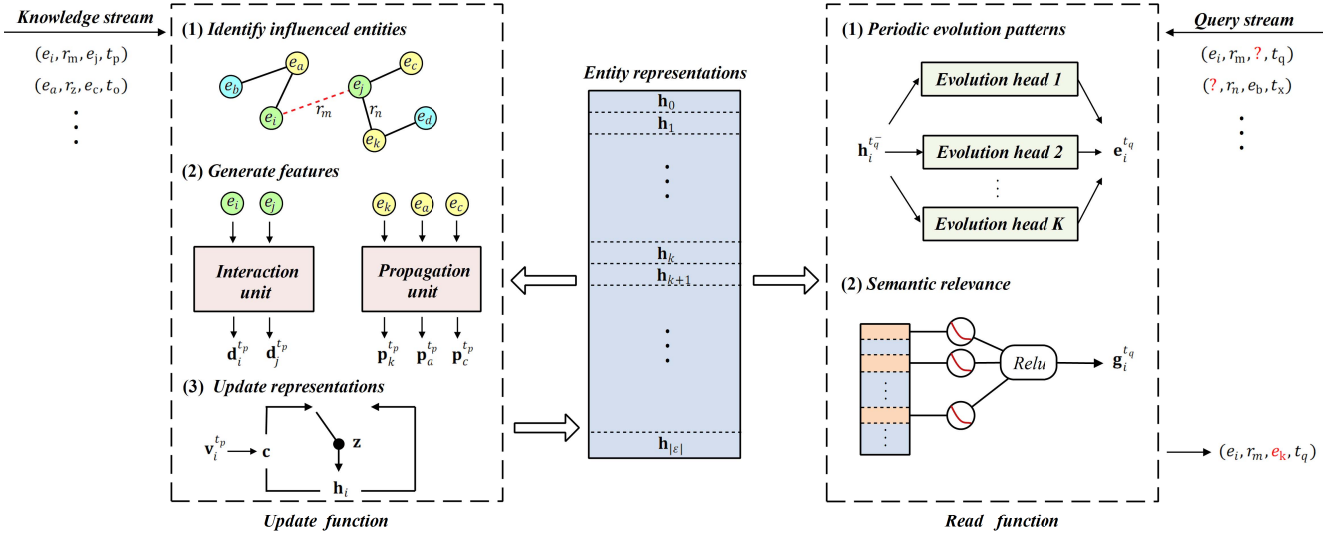 Knowledge stream
(e_i, r_m, e_j, t_p)
(e_a, r_z, e_c, t_o)
⋮
(1) Identify influenced entities
e_a
e_b
e_i
r_m
e_j
e_c
r_n
e_k
e_d
(2) Generate features
e_i e_j e_k e_a e_c
Interaction
unit
Propagation
unit
d_i^{t_p} d_j^{t_p} p_k^{t_p} p_a^{t_p} p_c^{t_p}
(3) Update representations
v_i^{t_p} c z
h_i
Update function
Entity representations
h_0
h_1
⋮
h_k
h_{k+1}
⋮
h_{|ε|}
(1) Periodic evolution patterns
Evolution head 1
h_i^{t_q^-} Evolution head 2 e_i^{t_q}
⋮
Evolution head K
(2) Semantic relevance
Relu g_i^{t_q}
⋮
⋮
Read function
Query stream
(e_i, r_m, ?, t_q)
(?, r_n, e_b, t_x)
⋮
(e_i, r_m, e_k, t_q)